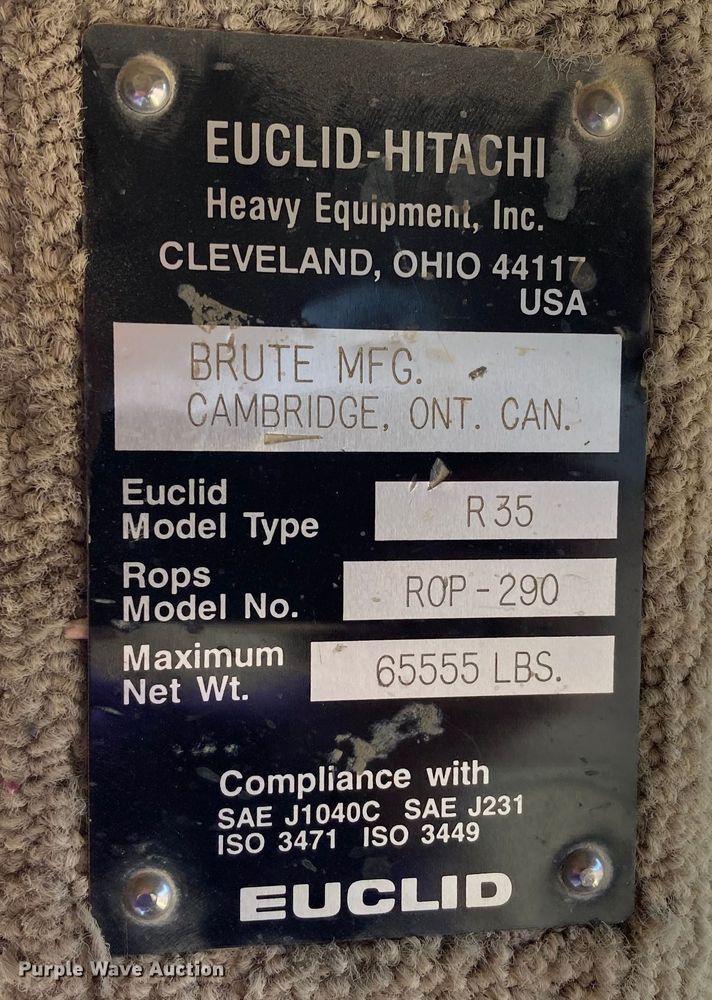 EUCLID-HITACHI
Heavy Equipment, Inc.
CLEVELAND, OHIO 44117
USA
BRUTE MFG.
CAMBRIDGE, ONT. CAN.
Euclid
Model Type R35
Rops
Model No. ROP-290
Maximum
Net Wt. 65555 LBS.
Compliance with
SAE J1040C SAE J231
ISO 3471 ISO 3449
EUCLID
Purple Wave Auction